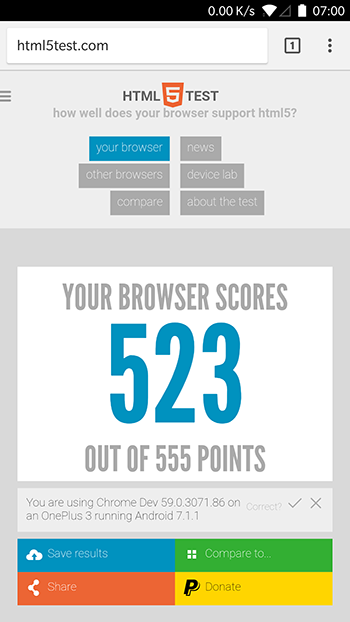 0.00 K/s 07:00
html5test.com 1
HTML 5 TEST
how well does your browser support html5?
your browser news
other browsers device lab
compare about the test
YOUR BROWSER SCORES
523
OUT OF 555 POINTS
You are using Chrome Dev 59.0.3071.86 on
an OnePlus 3 running Android 7.1.1
Correct?
Save results Compare to...
Share Donate